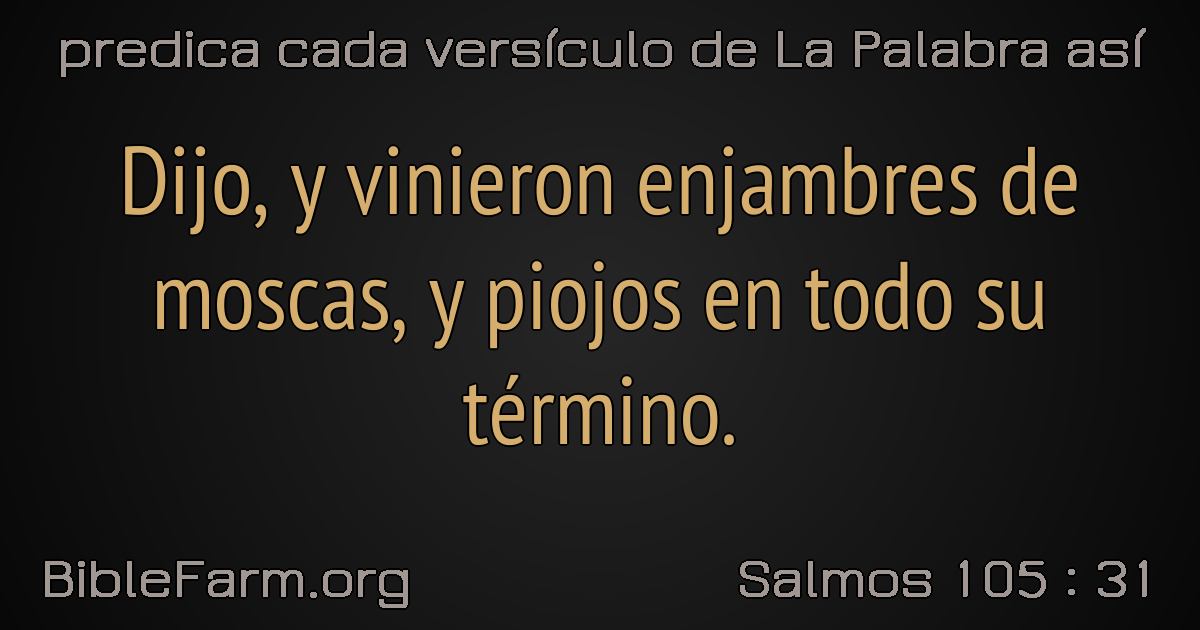 predica cada versículo de La Palabra así
Dijo, y vinieron enjambres de
moscas, y piojos en todo su
término.
BibleFarm.org
Salmos 105 : 31